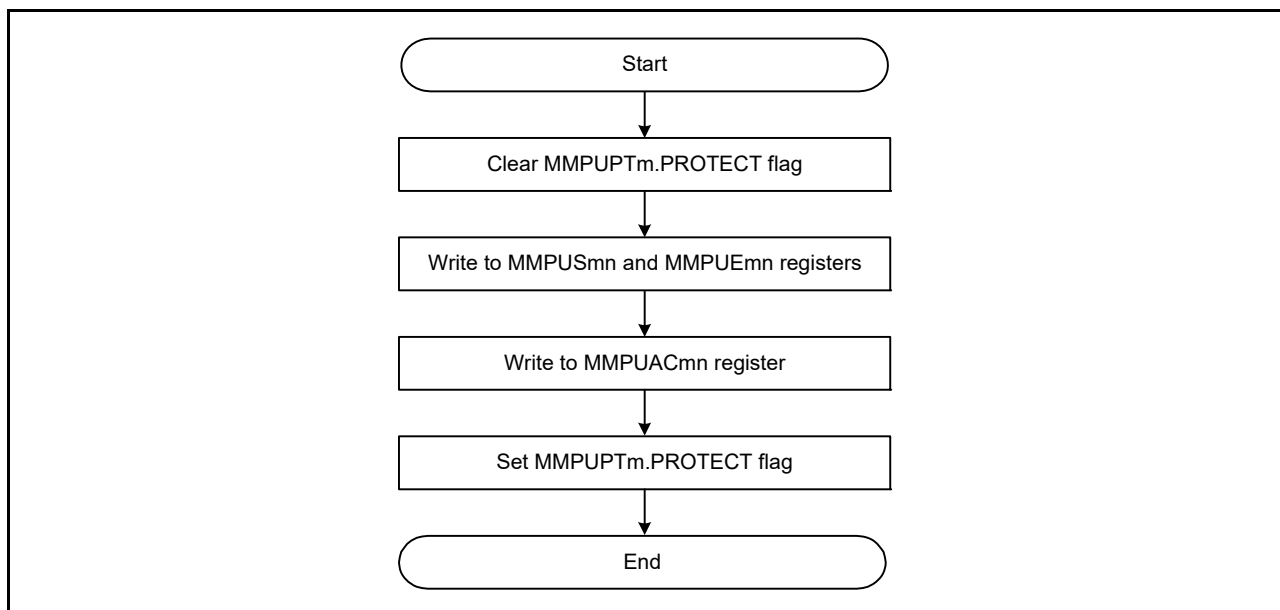 Start
Clear MMPUPTm.PROTECT flag
Write to MMPUSmn and MMPUEmn registers
Write to MMPUACmn register
Set MMPUPTm.PROTECT flag
End